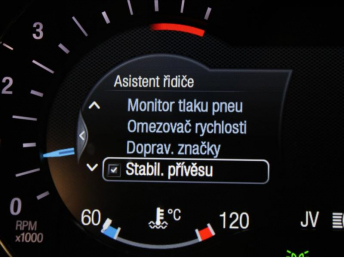 3
2
0
RPM
x1000
Asistent řidiče
Monitor tlaku pneu
Omezovač rychlosti
Doprav. značky
Stabil. přívěsu
60 °C 120
JV